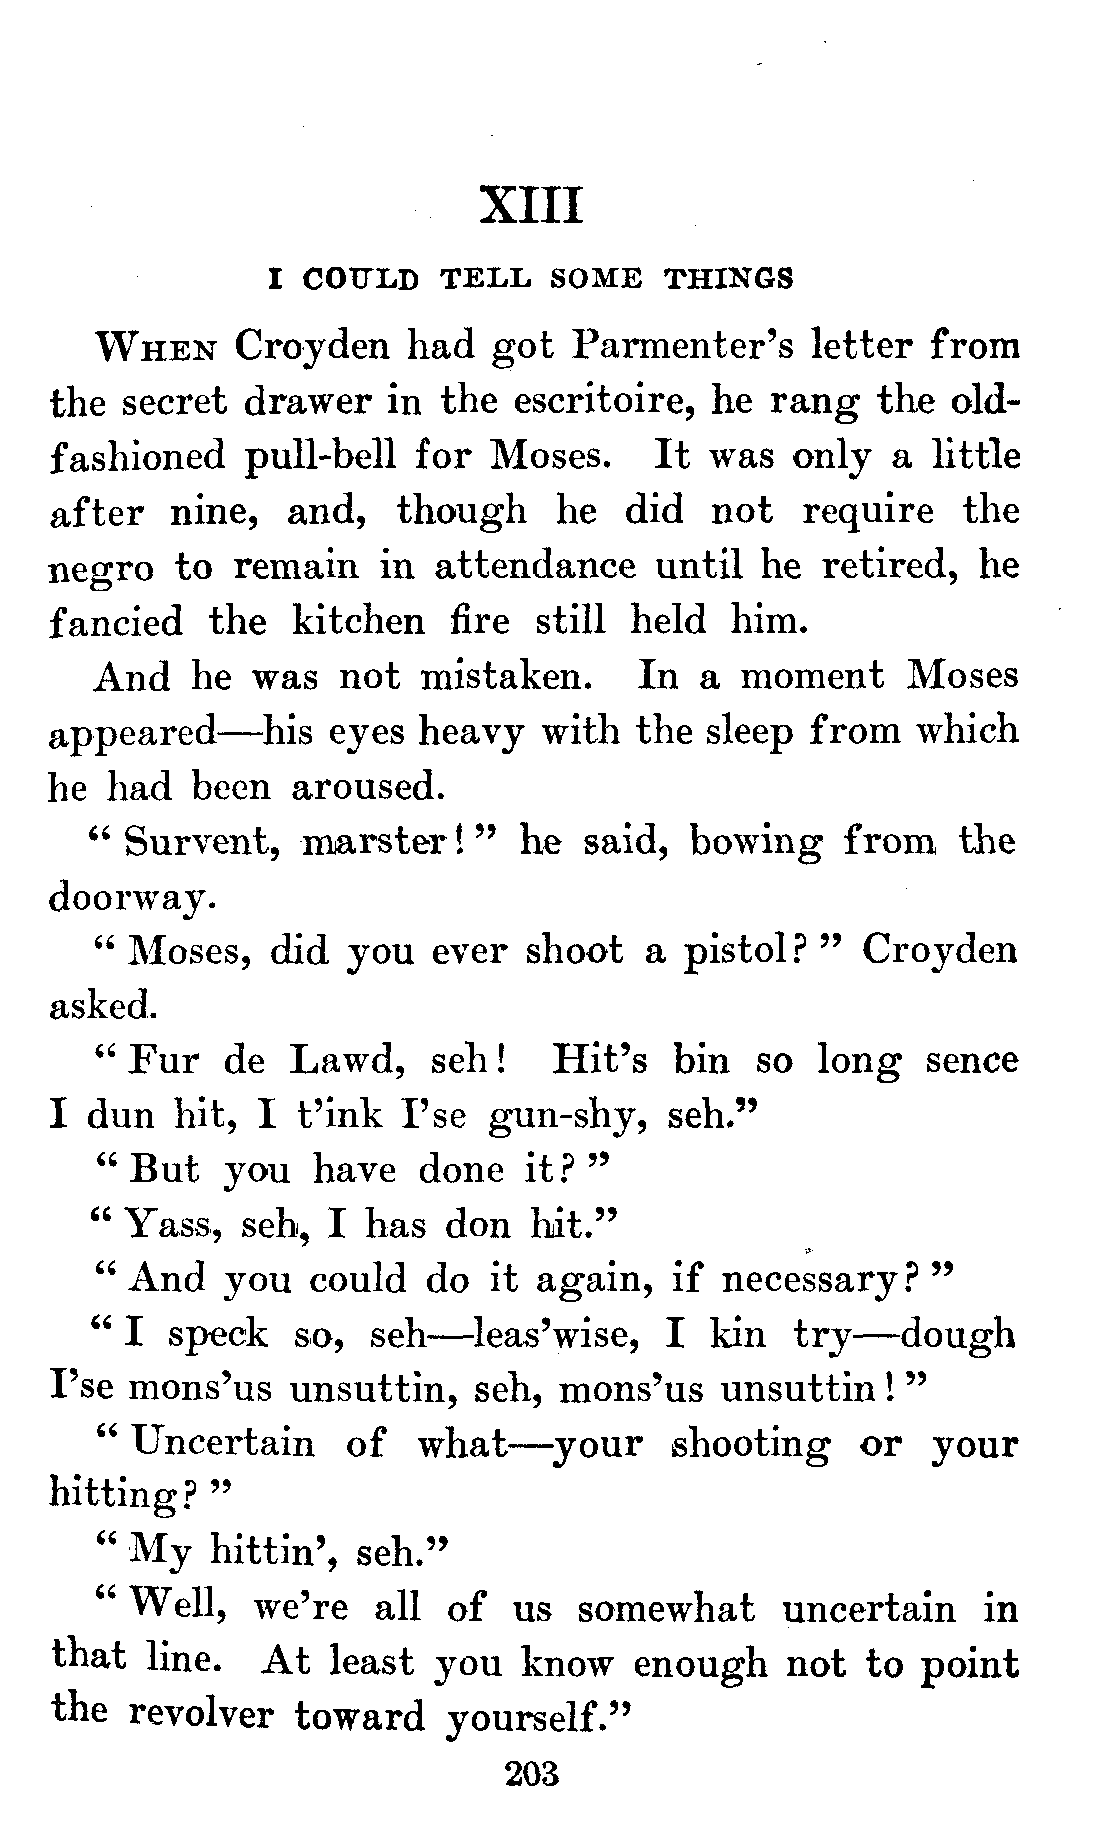 XIII
I COULD TELL SOME THINGS
WHEN Croyden had got Parmenter's letter from
the secret drawer in the escritoire, he rang the old-
fashioned pull-bell for Moses. It was only a little
after nine, and, though he did not require the
negro to remain in attendance until he retired, he
fancied the kitchen fire still held him.
And he was not mistaken. In a moment Moses
appeared—his eyes heavy with the sleep from which
he had been aroused.
“ Survent, marster! ” he said, bowing from the
doorway.
“ Moses, did you ever shoot a pistol? ” Croyden
asked.
“ Fur de Lawd, seh! Hit's bin so long sence
I dun hit, I t'ink I'se gun-shy, seh.”
“ But you have done it? ”
“ Yass, seh, I has don hit.”
“ And you could do it again, if necessary? ”
“ I speck so, seh—leas'wise, I kin try—dough
I'se mons'us unsuttin, seh, mons'us unsuttin! ”
“ Uncertain of what—your shooting or your
hitting? ”
“ My hittin', seh.”
“ Well, we're all of us somewhat uncertain in
that line. At least you know enough not to point
the revolver toward yourself.”
203